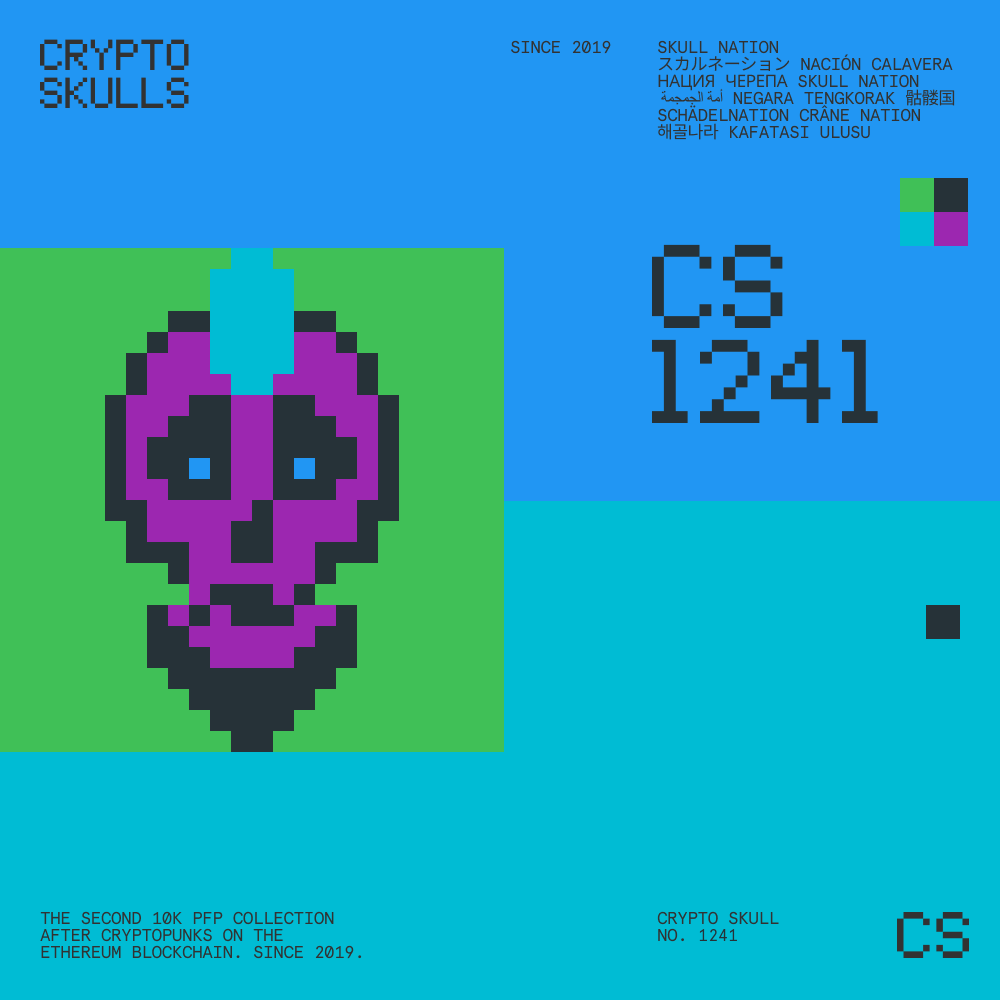 CRYPTO
SKULLS
SINCE 2019
SKULL NATION
スカルネーション NACIÓN CALAVERA
НАЦИЯ ЧЕРЕПА SKULL NATION
أمة الجمجمة NEGARA TENGKORAK 骷髅国
SCHÄDELNATION CRÂNE NATION
해골나라 KAFATASI ULUSU
CS
1241
THE SECOND 10K PFP COLLECTION
AFTER CRYPTOPUNKS ON THE
ETHEREUM BLOCKCHAIN. SINCE 2019.
CRYPTO SKULL
NO. 1241
CS